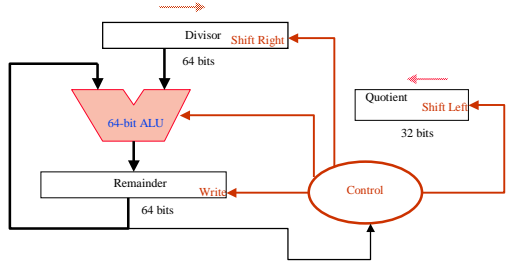 Divisor
Shift Right
64 bits
Quotient
Shift Left
64-bit ALU
32 bits
Remainder
Write
Control
64 bits